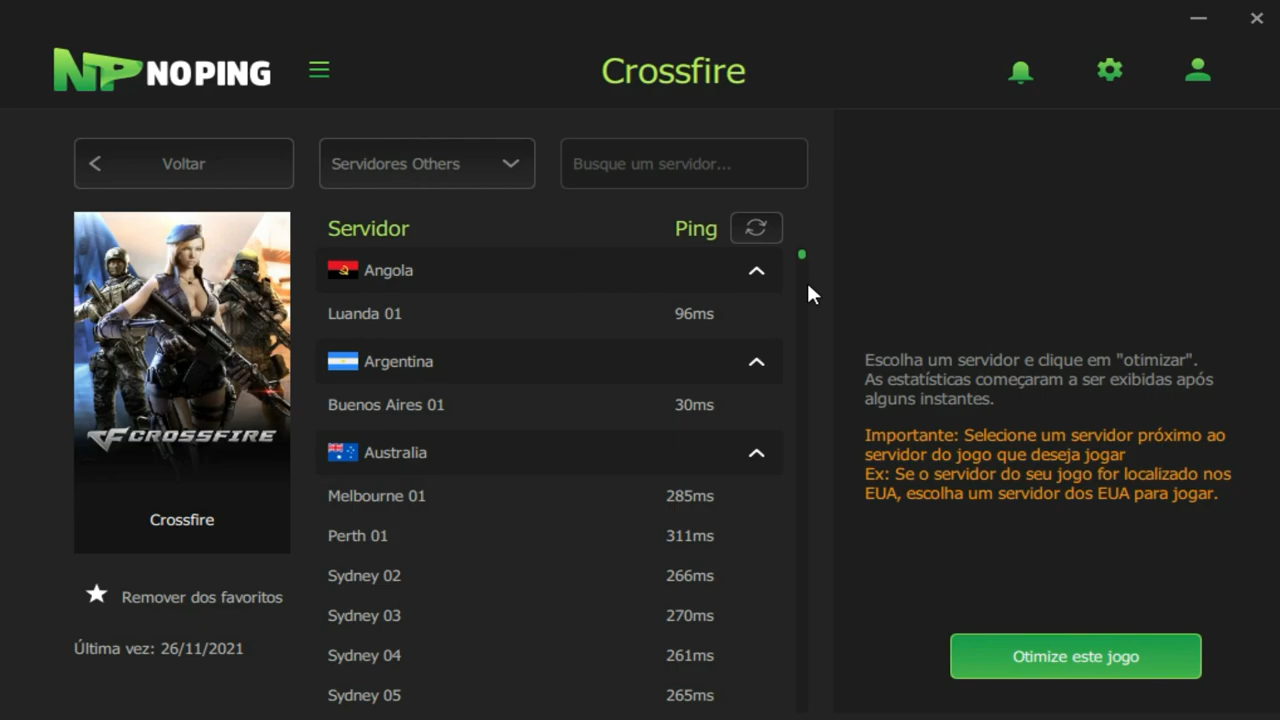 NP NOPING
Crossfire
Voltar
Servidores Others
Busque um servidor...
Servidor
Ping
Angola
Luanda 01
96ms
Argentina
Buenos Aires 01
30ms
Australia
Melbourne 01
285ms
Perth 01
311ms
Sydney 02
266ms
Sydney 03
270ms
Sydney 04
261ms
Sydney 05
265ms
CF CROSSFIRE
Crossfire
Remover dos favoritos
Última vez: 26/11/2021
Escolha um servidor e clique em "otimizar".
As estatísticas começaram a ser exibidas após
alguns instantes.
Importante: Selecione um servidor próximo ao
servidor do jogo que deseja jogar
Ex: Se o servidor do seu jogo for localizado nos
EUA, escolha um servidor dos EUA para jogar.
Otimize este jogo